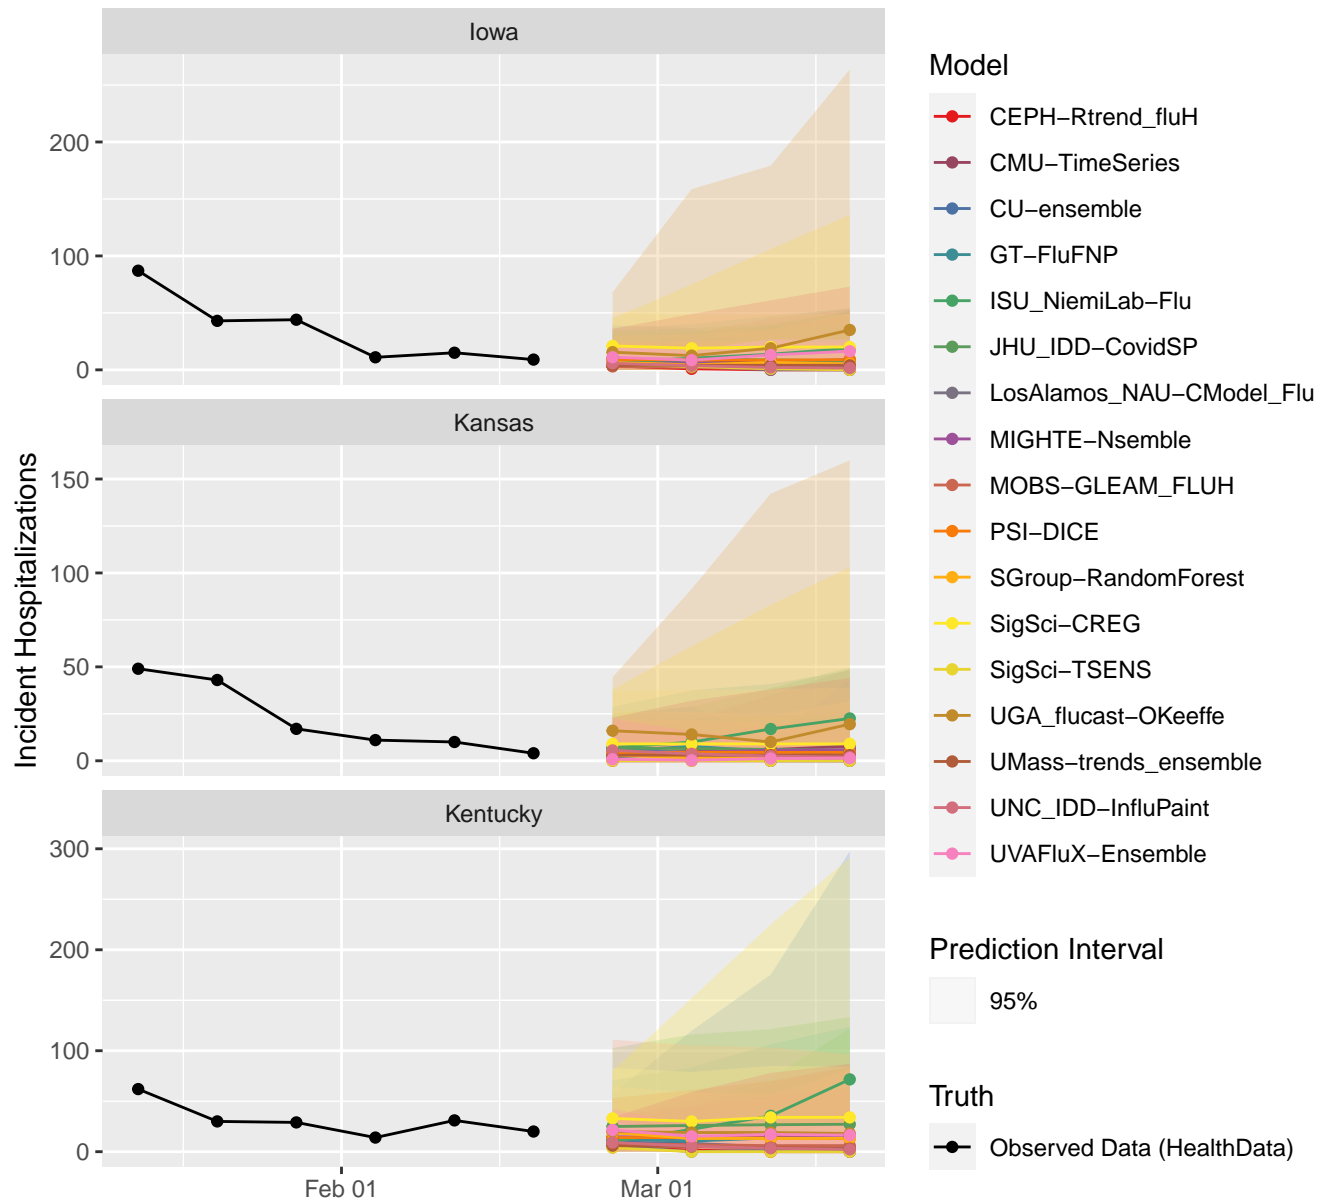 Iowa
200
100
0
Kansas
150
100
50
0
Kentucky
300
200
100
0
Feb 01
Mar 01
Incident Hospitalizations
Model
CEPH−Rtrend_fluH
CMU−TimeSeries
CU−ensemble
GT−FluFNP
ISU_NiemiLab−Flu
JHU_IDD−CovidSP
LosAlamos_NAU−CModel_Flu
MIGHTE−Nsemble
MOBS−GLEAM_FLUH
PSI−DICE
SGroup−RandomForest
SigSci−CREG
SigSci−TSENS
UGA_flucast−OKeeffe
UMass−trends_ensemble
UNC_IDD−InfluPaint
UVAFluX−Ensemble
Prediction Interval
95%
Truth
Observed Data (HealthData)